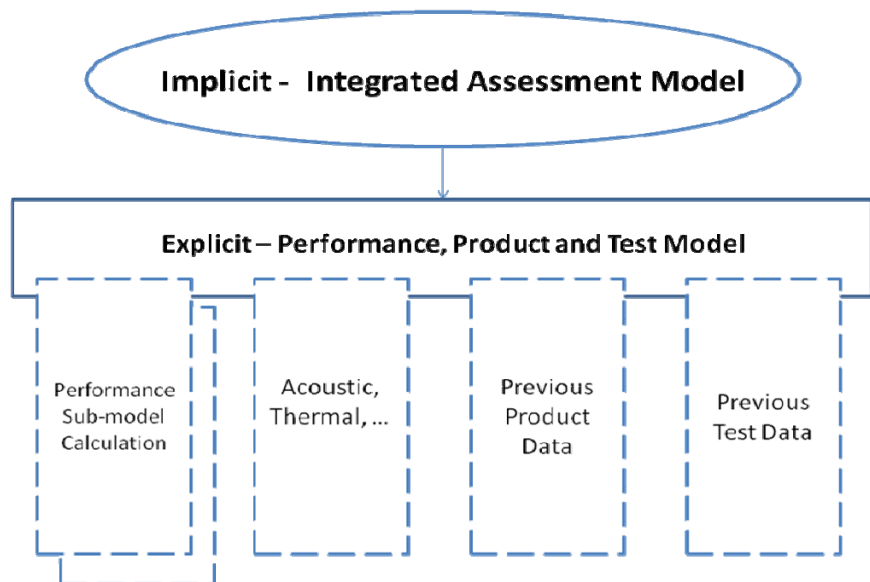 Implicit - Integrated Assessment Model
Explicit – Performance, Product and Test Model
Performance
Sub-model
Calculation
Acoustic,
Thermal, ...
Previous
Product
Data
Previous
Test Data